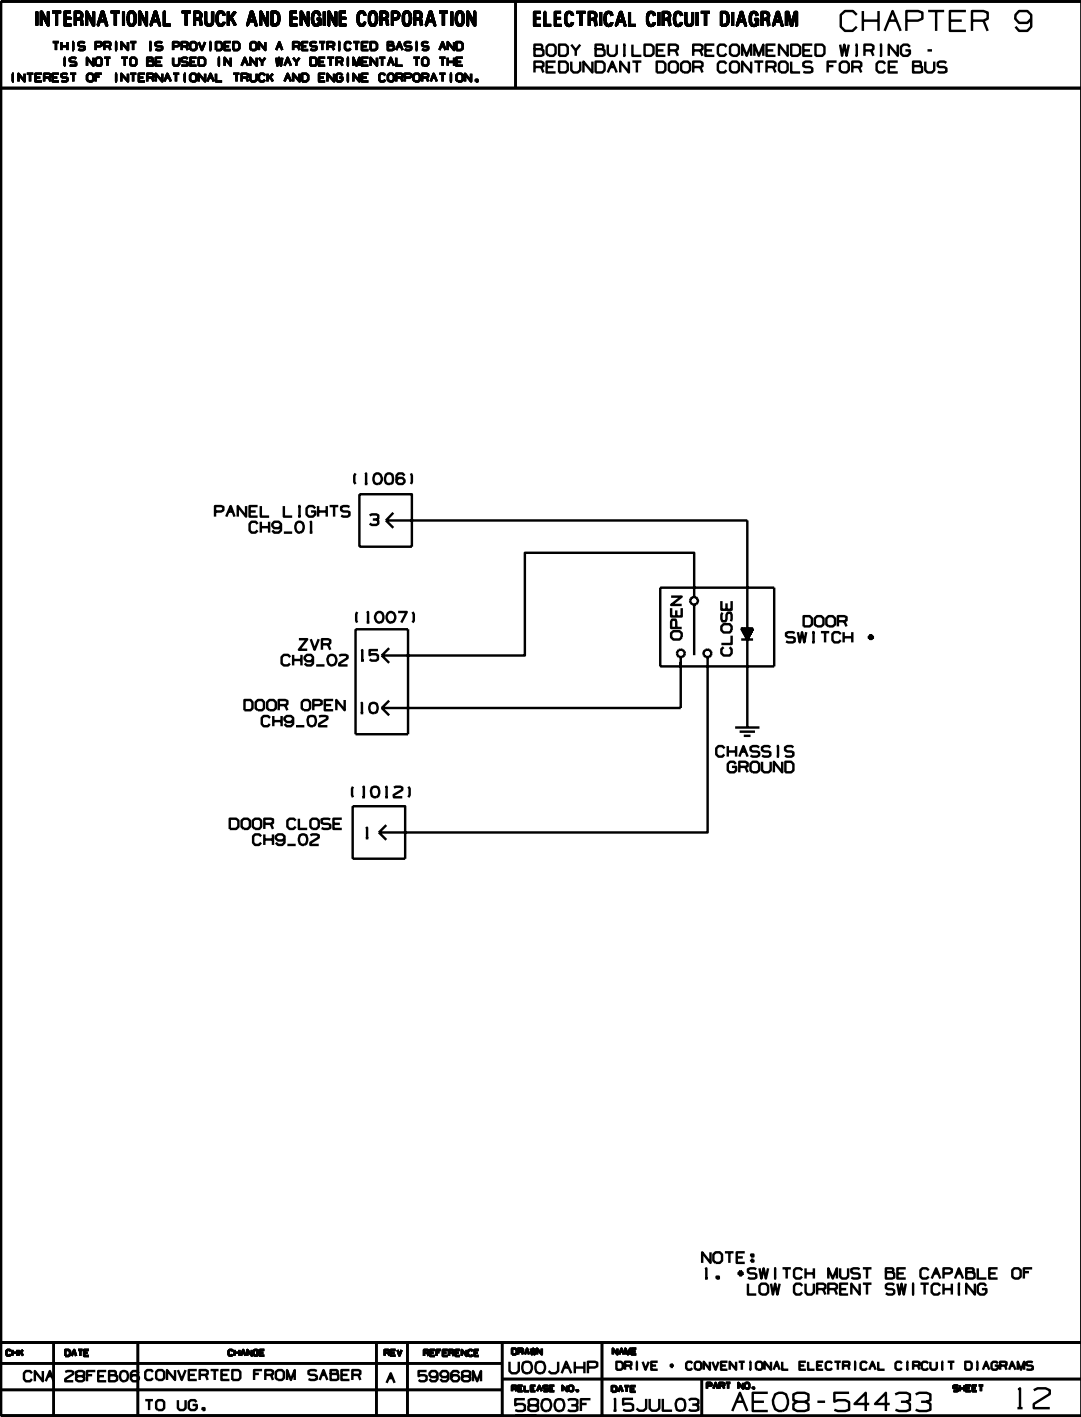 INTERNATIONAL TRUCK AND ENGINE CORPORATION
THIS PRINT IS PROVIDED ON A RESTRICTED BASIS AND
IS NOT TO BE USED IN ANY WAY DETRIMENTAL TO THE
INTEREST OF INTERNATIONAL TRUCK AND ENGINE CORPORATION.
ELECTRICAL CIRCUIT DIAGRAM CHAPTER 9
BODY BUILDER RECOMMENDED WIRING -
REDUNDANT DOOR CONTROLS FOR CE BUS
(1006)
PANEL LIGHTS
CH9_01
3
(1007)
ZVR
CH9_02
15
DOOR OPEN
CH9_02
10
(1012)
DOOR CLOSE
CH9_02
1
OPEN
CLOSE
DOOR
SWITCH *
CHASSIS
GROUND
NOTE:
1. *SWITCH MUST BE CAPABLE OF
LOW CURRENT SWITCHING
CHK DATE CHANGE REV REFERENCE
CNA 28FEB06 CONVERTED FROM SABER A 59968M
TO UG.
DRAWN
U00JAHP
NAME
DRIVE * CONVENTIONAL ELECTRICAL CIRCUIT DIAGRAMS
RELEASE NO.
58003F
DATE
15JUL03
PART NO.
AE08-54433
SHEET
12